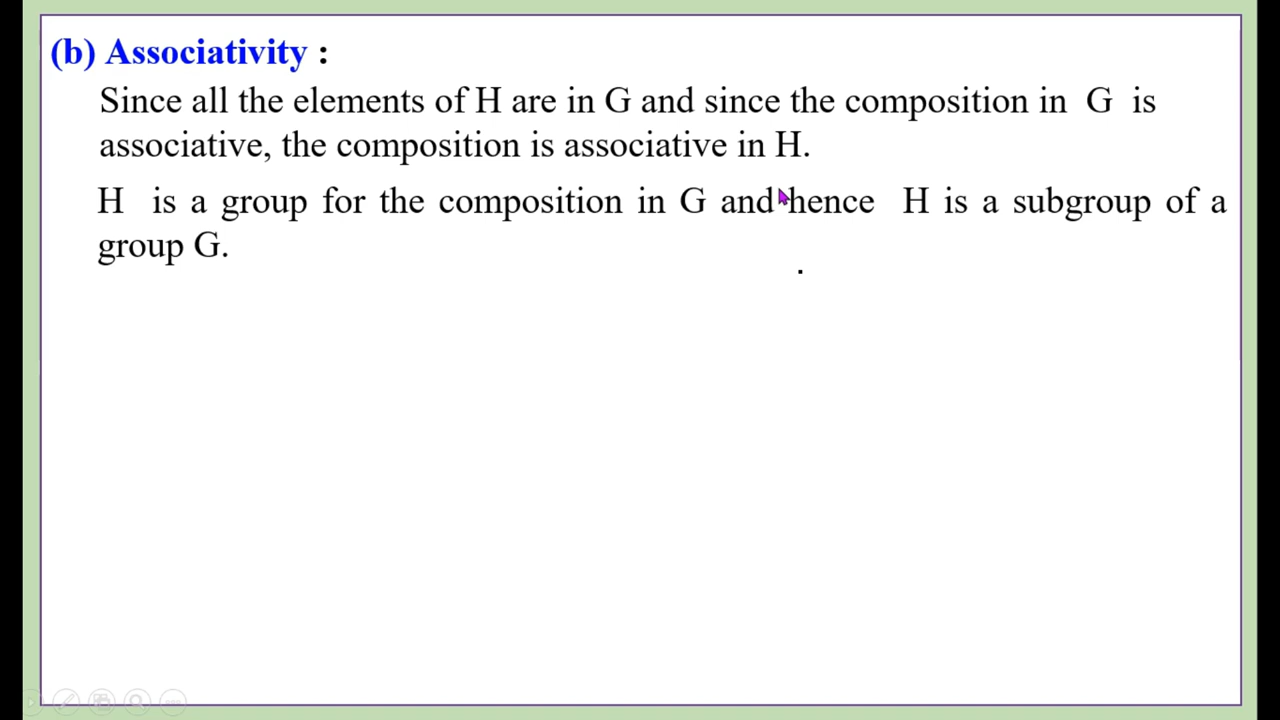 (b) Associativity :
Since all the elements of H are in G and since the composition in G is
associative, the composition is associative in H.
H is a group for the composition in G and hence H is a subgroup of a
group G.
.